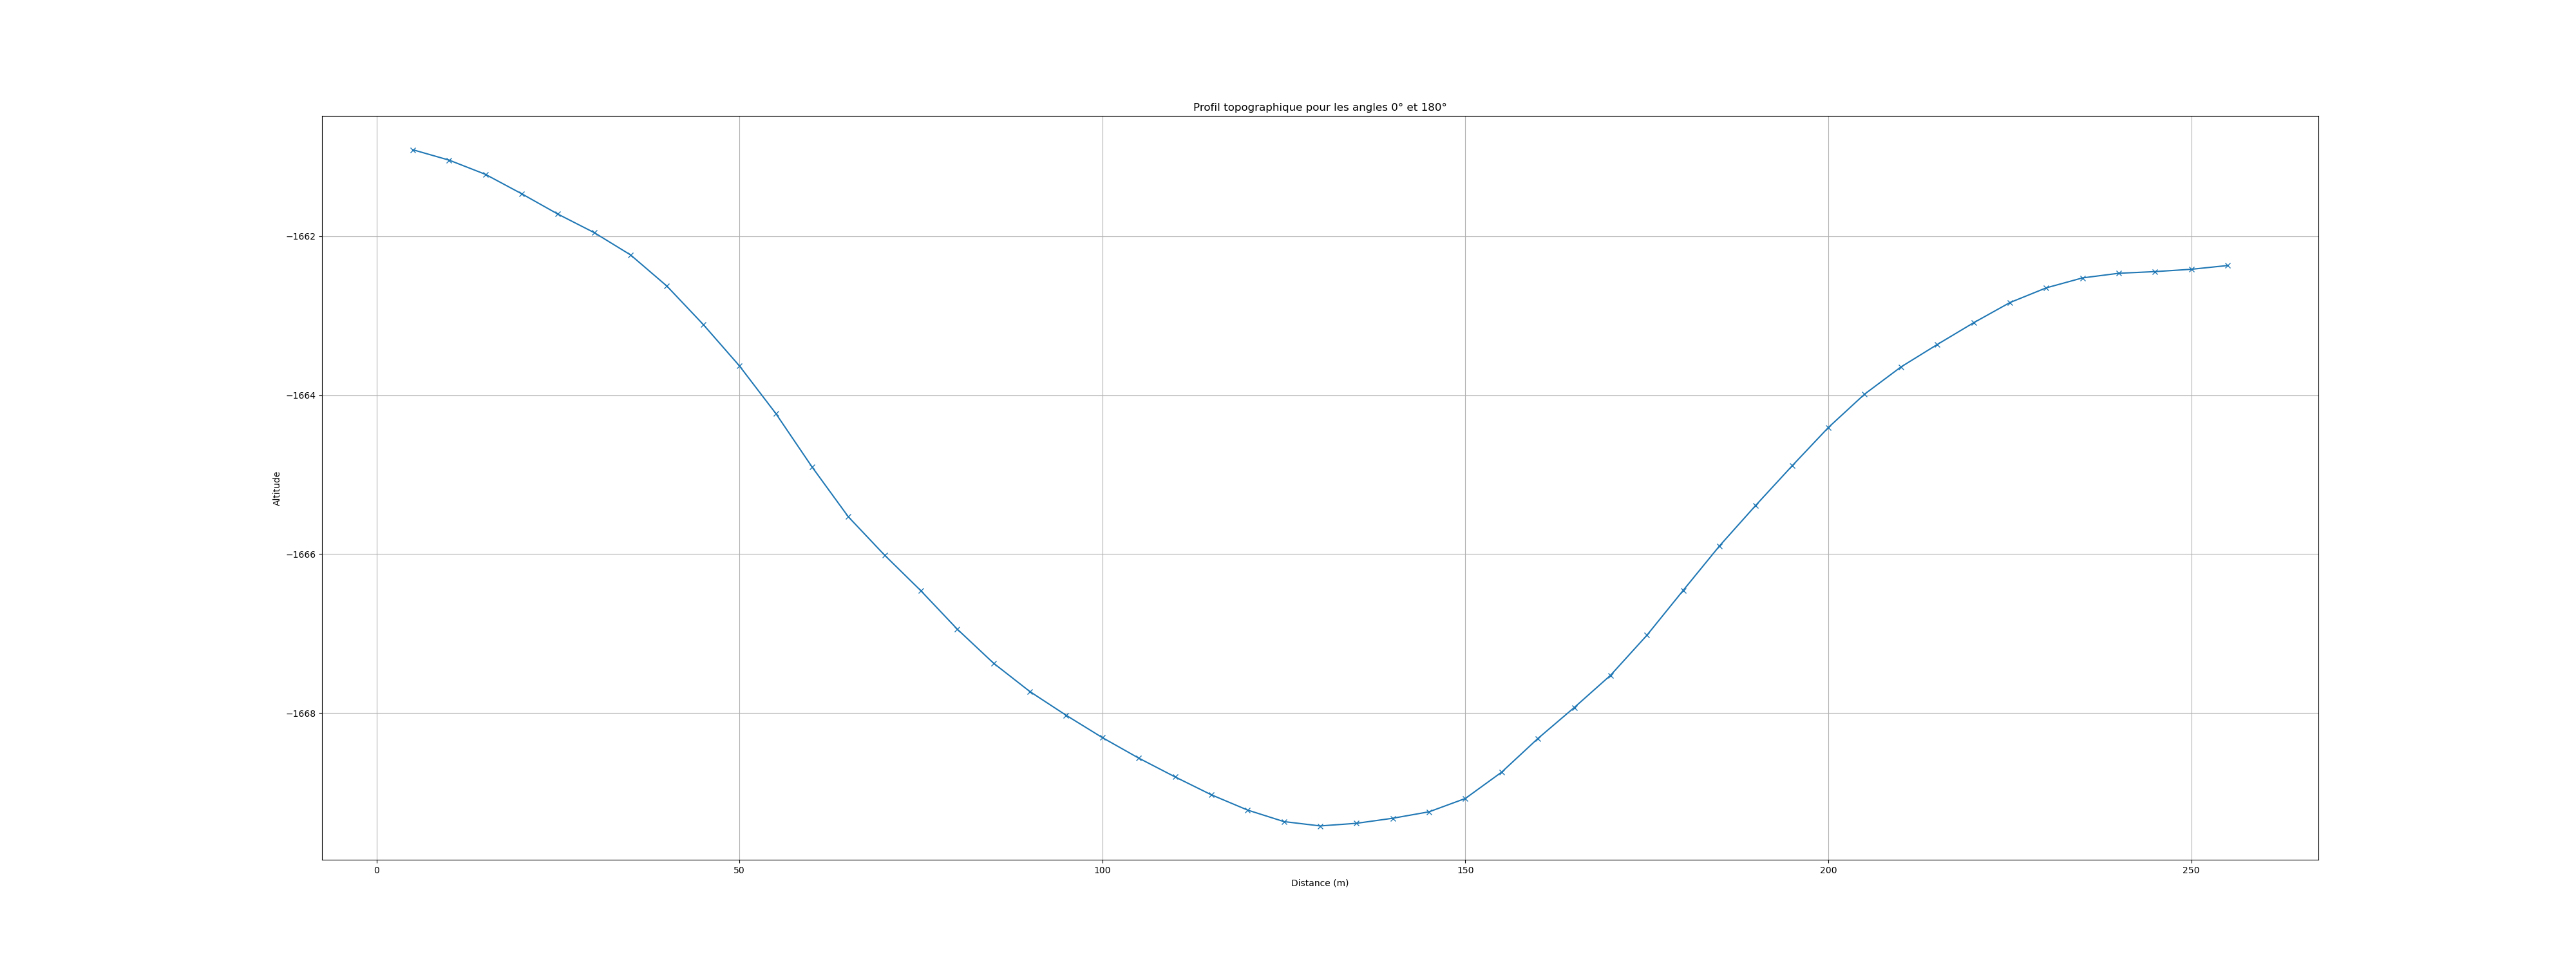 Profil topographique pour les angles 0° et 180°
−1662
−1664
−1666
−1668
Altitude
0 50 100 150 200 250
Distance (m)